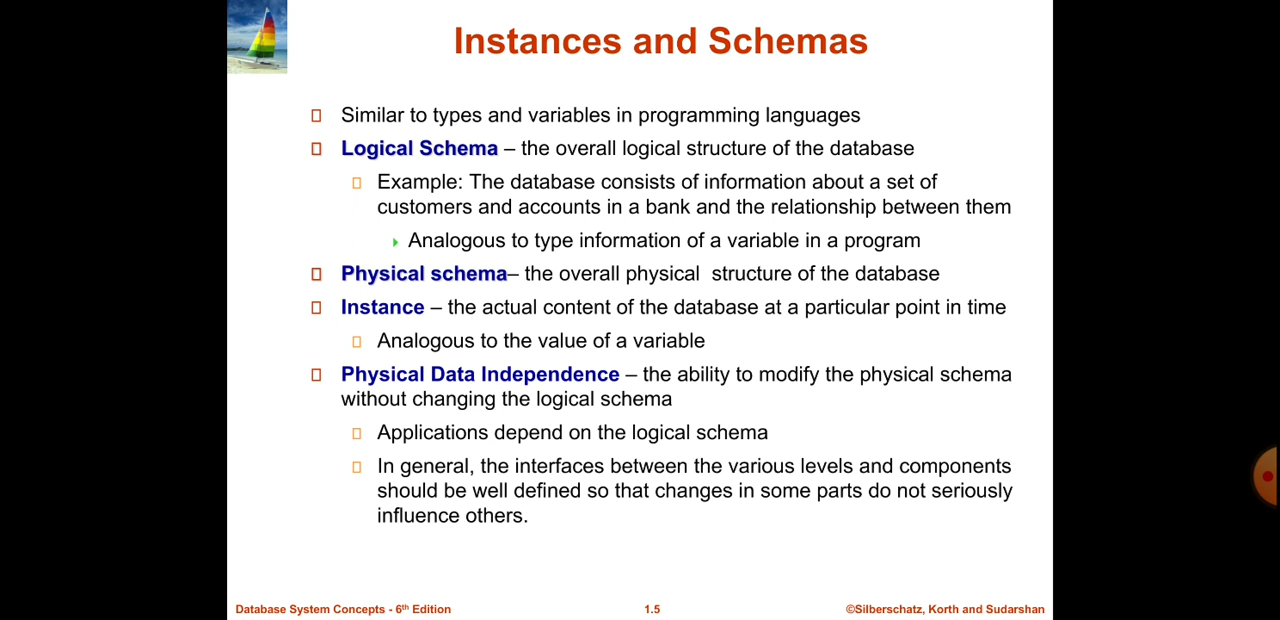 Instances and Schemas
Similar to types and variables in programming languages
Logical Schema – the overall logical structure of the database
Example: The database consists of information about a set of
customers and accounts in a bank and the relationship between them
Analogous to type information of a variable in a program
Physical schema– the overall physical  structure of the database
Instance – the actual content of the database at a particular point in time
Analogous to the value of a variable
Physical Data Independence – the ability to modify the physical schema
without changing the logical schema
Applications depend on the logical schema
In general, the interfaces between the various levels and components
should be well defined so that changes in some parts do not seriously
influence others.
Database System Concepts - 6th Edition 1.5 ©Silberschatz, Korth and Sudarshan